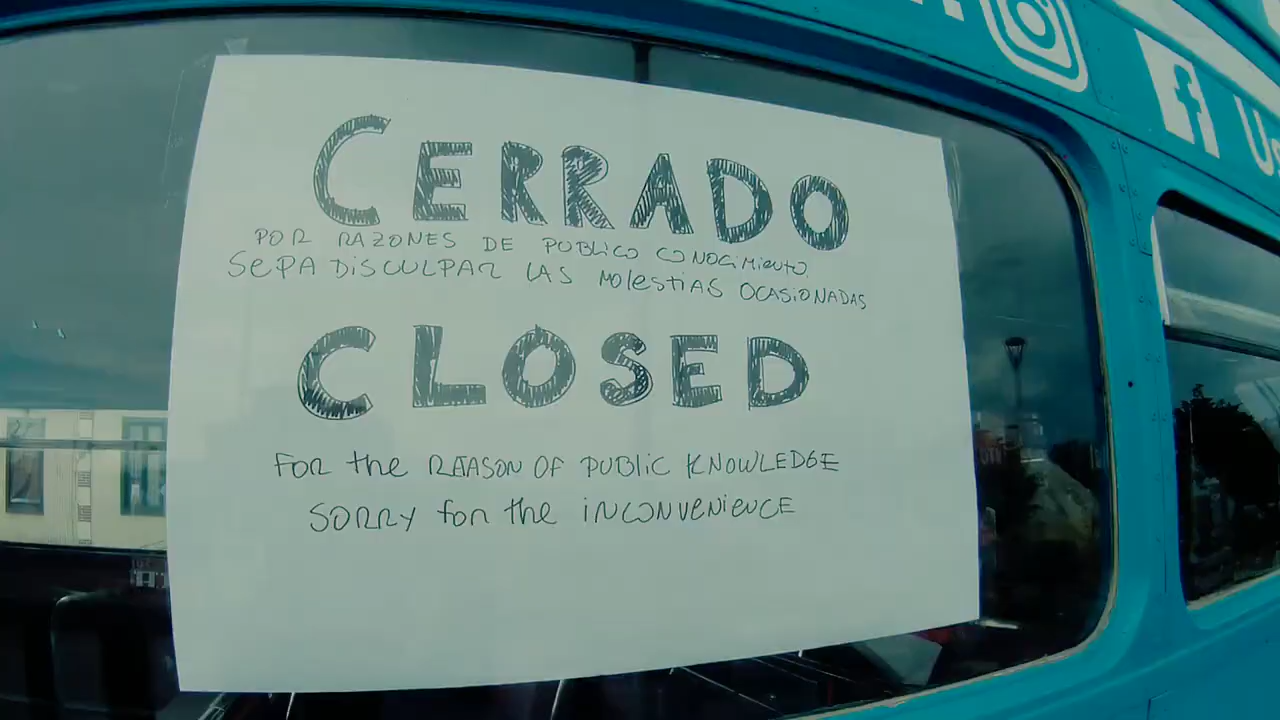 CERRADO
POR RAZONES DE PUBLICO CONOCIMIENTO.
SEPA DISCULPAR LAS MOLESTIAS OCASIONADAS
CLOSED
FOR the REASON OF PUBLIC KNOWLEDGE
SORRY for the INCONVENIENCE